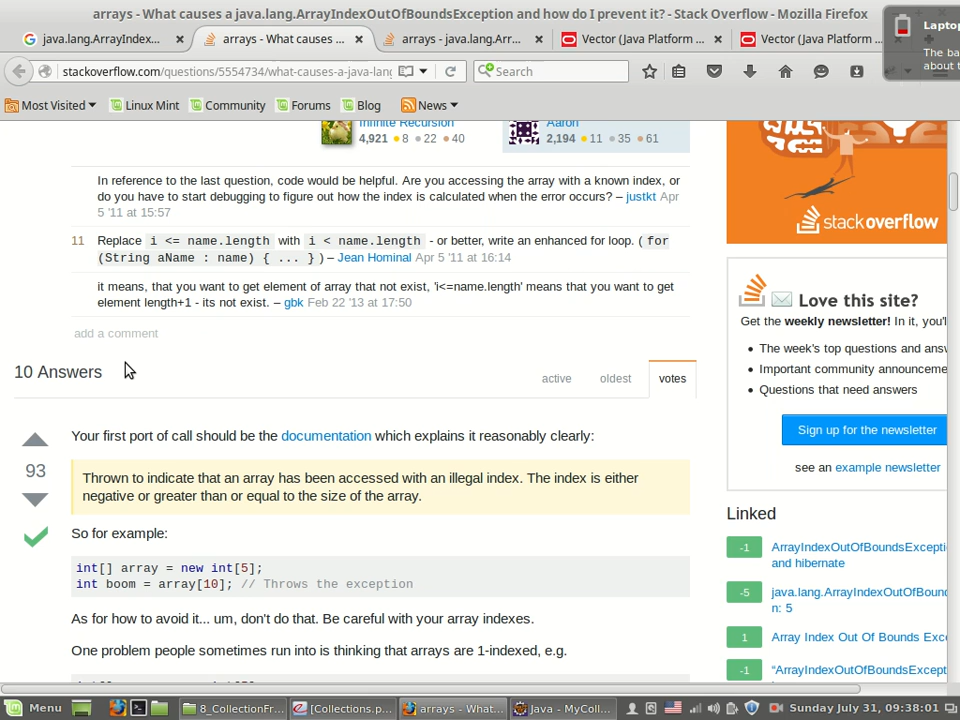 arrays - What causes a java.lang.ArrayIndexOutOfBoundsException and how do I prevent it? - Stack Overflow - Mozilla Firefox
java.lang.ArrayIndex... × arrays - What causes ... × arrays - java.lang.Arr... × Vector (Java Platform ... × Vector (Java Platform ...
Laptop
The ba
about t
stackoverflow.com/questions/5554734/what-causes-a-java-lang
Search
Most Visited Linux Mint Community Forums Blog News
Infinite Recursion
4,921 8 22 40
Aaron
2,194 11 35 61
In reference to the last question, code would be helpful. Are you accessing the array with a known index, or
do you have to start debugging to figure out how the index is calculated when the error occurs? – justkt Apr
5 '11 at 15:57
11 Replace i <= name.length with i < name.length - or better, write an enhanced for loop. ( for
(String aName : name) { ... } ) – Jean Hominal Apr 5 '11 at 16:14
it means, that you want to get element of array that not exist, 'i<=name.length' means that you want to get
element length+1 - its not exist. – gbk Feb 22 '13 at 17:50
add a comment
10 Answers
active oldest votes
93
Your first port of call should be the documentation which explains it reasonably clearly:
Thrown to indicate that an array has been accessed with an illegal index. The index is either
negative or greater than or equal to the size of the array.
So for example:
int[] array = new int[5];
int boom = array[10]; // Throws the exception
As for how to avoid it... um, don't do that. Be careful with your array indexes.
One problem people sometimes run into is thinking that arrays are 1-indexed, e.g.
stackoverflow
Love this site?
Get the weekly newsletter! In it, you'l
The week's top questions and answ
Important community announceme
Questions that need answers
Sign up for the newsletter
see an example newsletter
Linked
-1 ArrayIndexOutOfBoundsExcepti
and hibernate
-5 java.lang.ArrayIndexOutOfBound
n: 5
1 Array Index Out Of Bounds Exc
-1 “ArrayIndexOutOfBoundsExcept
Menu 8_CollectionFr... [Collections.p... arrays - What... Java - MyColl... Sunday July 31, 09:38:01